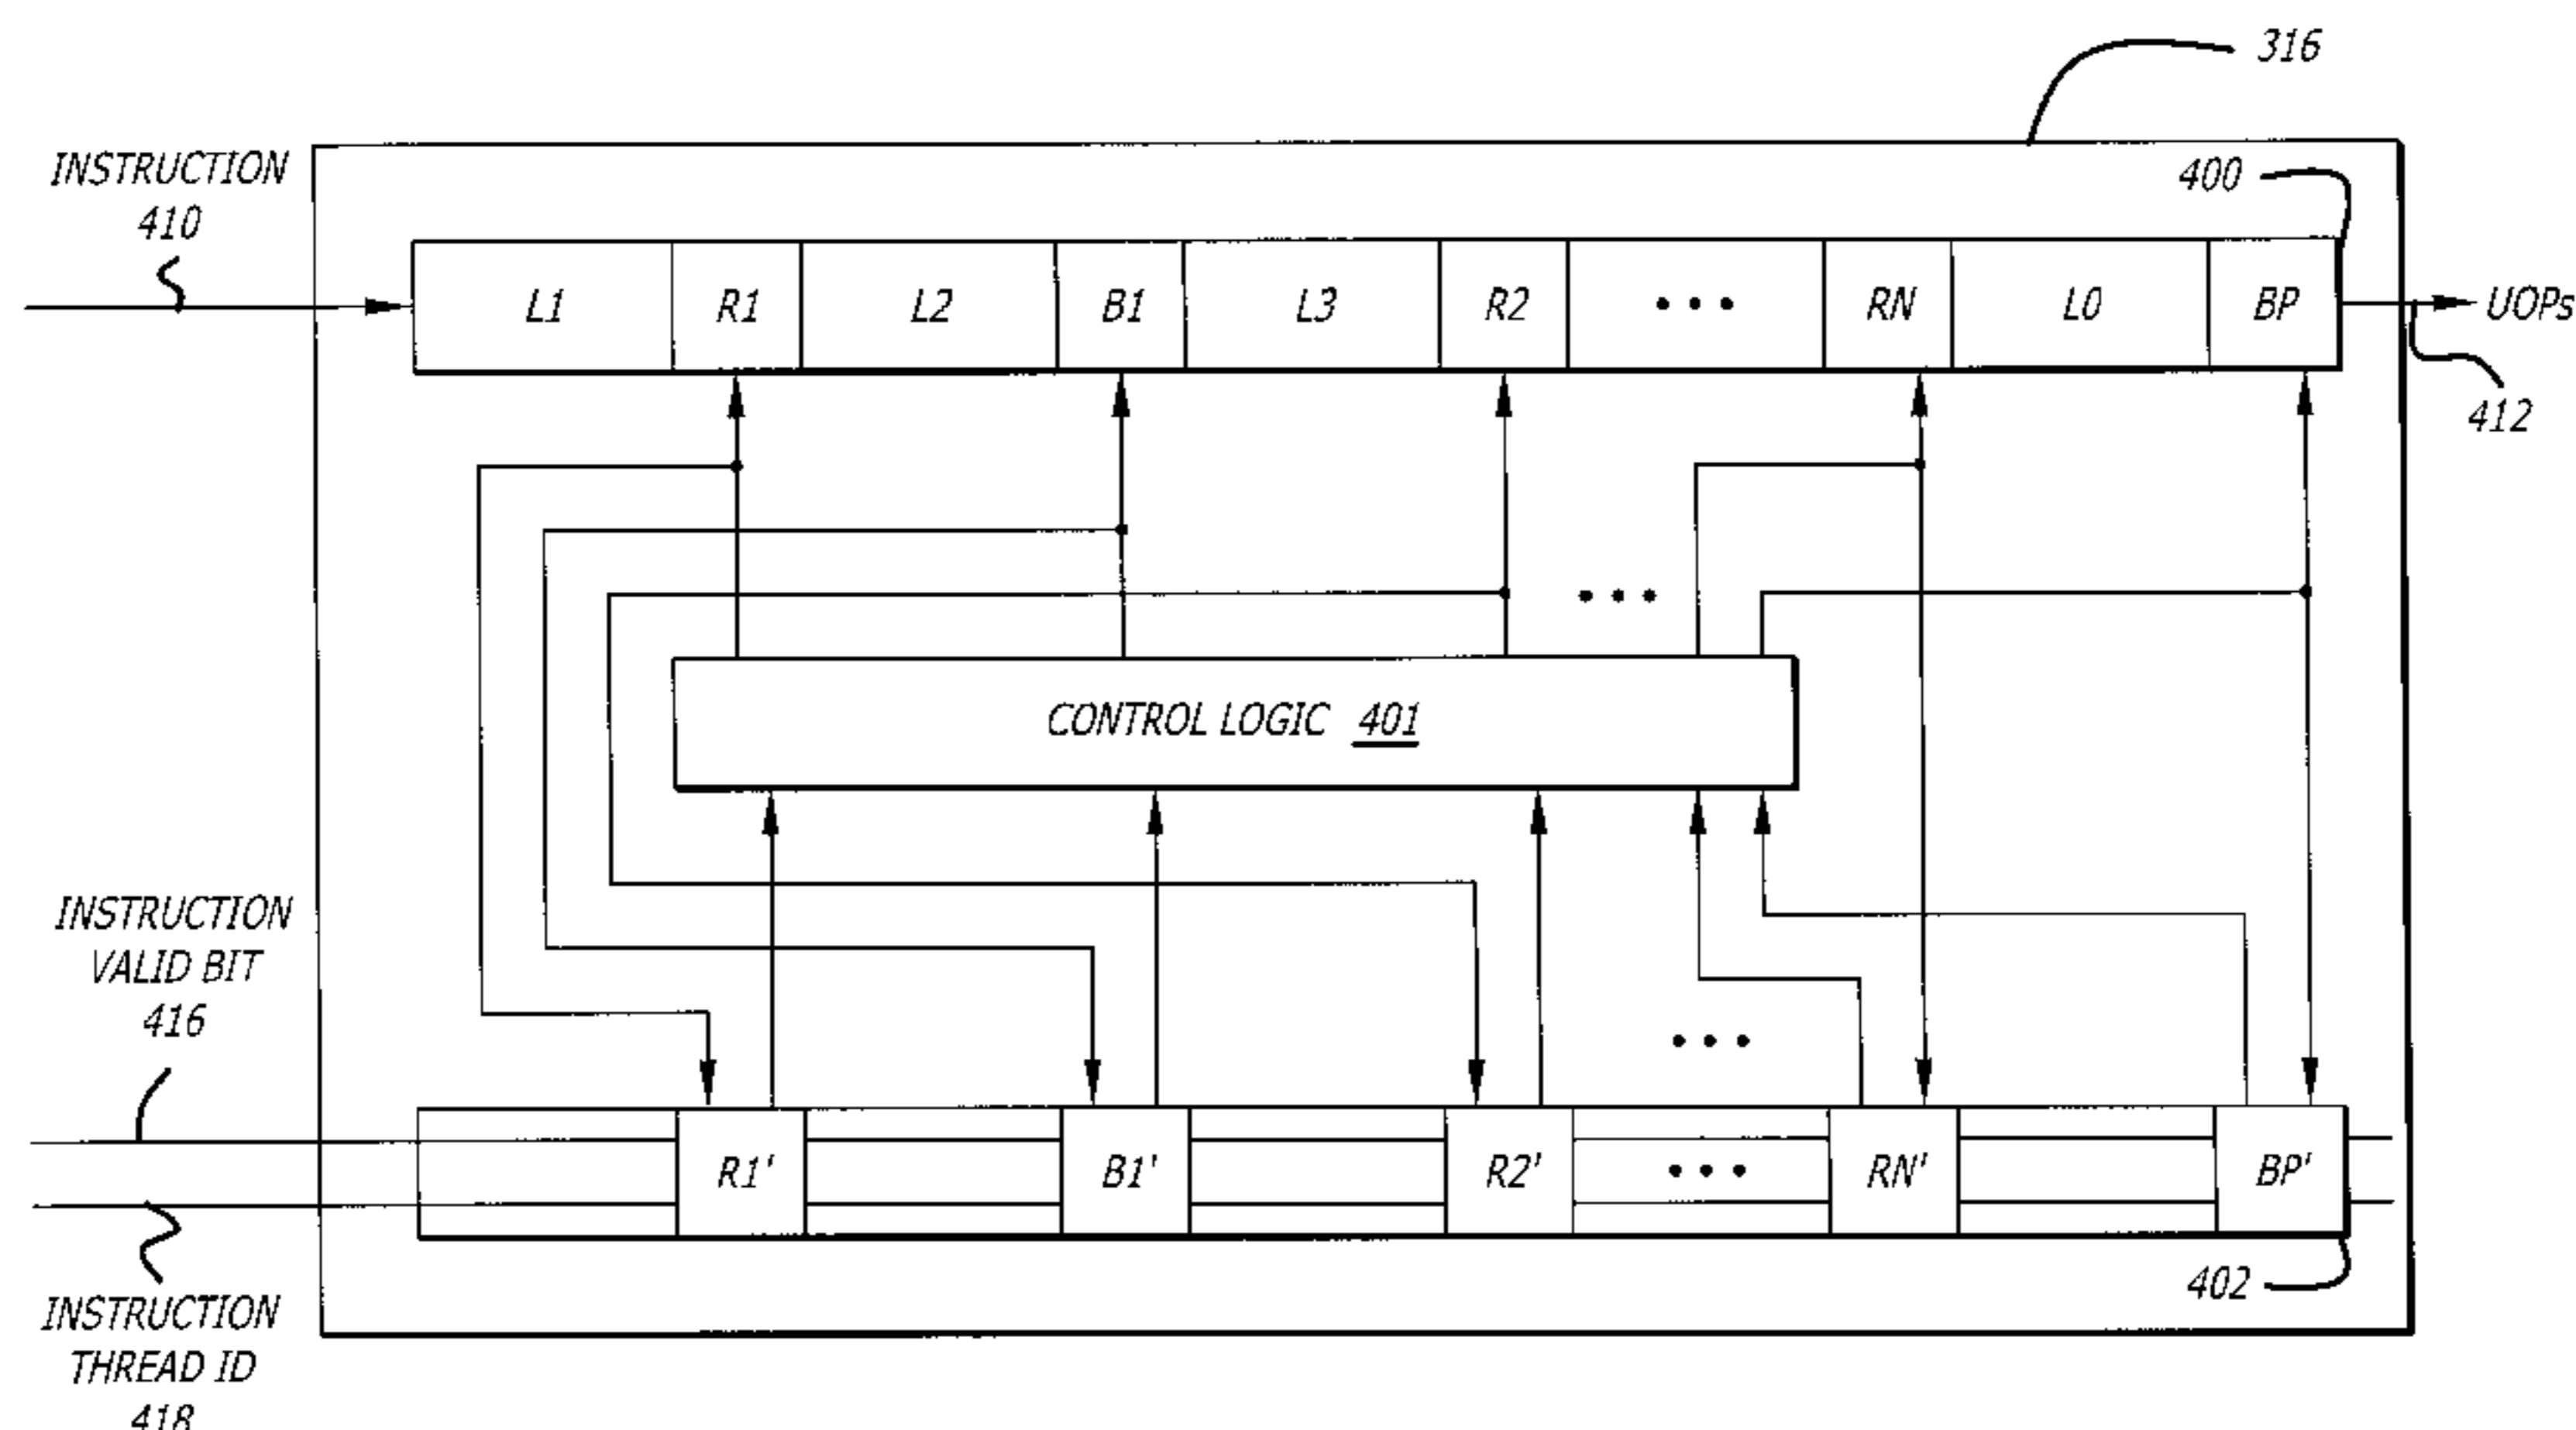 316
INSTRUCTION
410
400
L1 R1 L2 B1 L3 R2 ••• RN L0 BP
UOPs
412
•••
CONTROL LOGIC 401
INSTRUCTION
VALID BIT
416
•••
R1' B1' R2' ••• RN' BP'
402
INSTRUCTION
THREAD ID
418